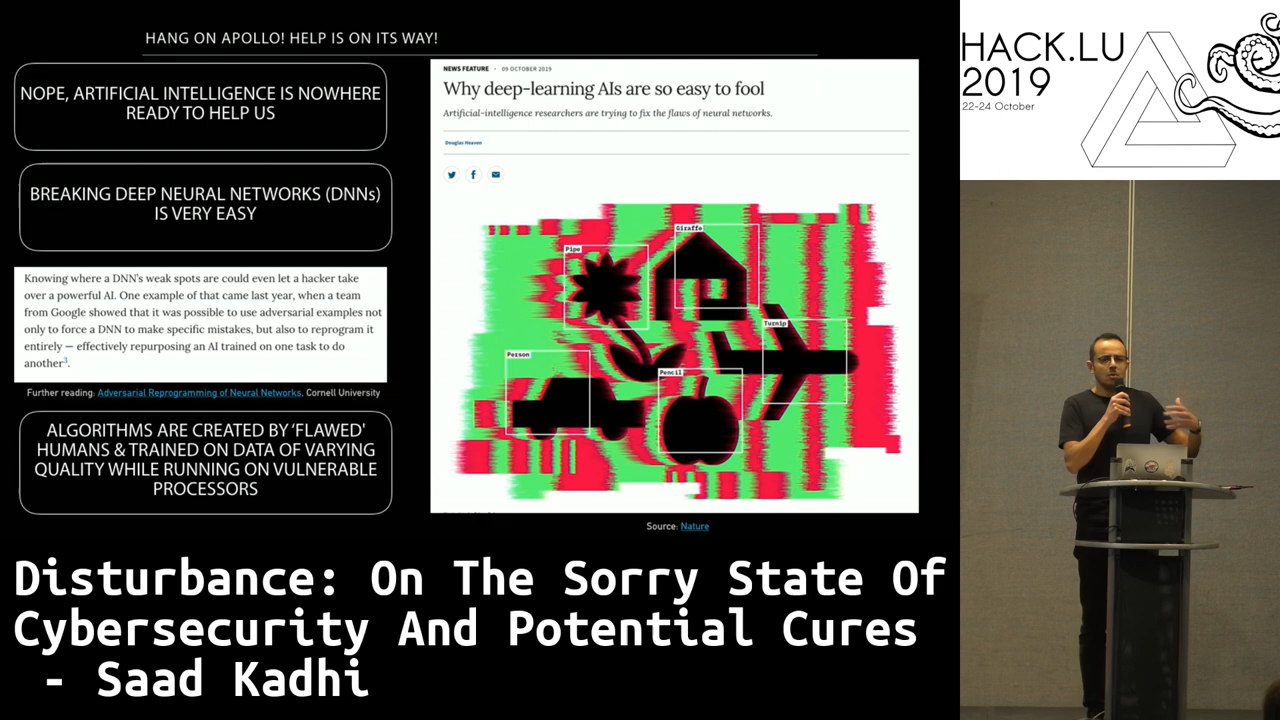 HANG ON APOLLO! HELP IS ON ITS WAY!
NOPE, ARTIFICIAL INTELLIGENCE IS NOWHERE
READY TO HELP US
BREAKING DEEP NEURAL NETWORKS (DNNs)
IS VERY EASY
Knowing where a DNN's weak spots are could even let a hacker take
over a powerful AI. One example of that came last year, when a team
from Google showed that it was possible to use adversarial examples not
only to force a DNN to make specific mistakes, but also to reprogram it
entirely — effectively repurposing an AI trained on one task to do
another3.
Further reading: Adversarial Reprogramming of Neural Networks, Cornell University
ALGORITHMS ARE CREATED BY 'FLAWED'
HUMANS & TRAINED ON DATA OF VARYING
QUALITY WHILE RUNNING ON VULNERABLE
PROCESSORS
NEWS FEATURE · 09 OCTOBER 2019
Why deep-learning AIs are so easy to fool
Artificial-intelligence researchers are trying to fix the flaws of neural networks.
Douglas Heaven
Giraffe
Pipe
Turnip
Person
Pencil
Source: Nature
HACK.LU
2019
22-24 October
Disturbance: On The Sorry State Of
Cybersecurity And Potential Cures
- Saad Kadhi